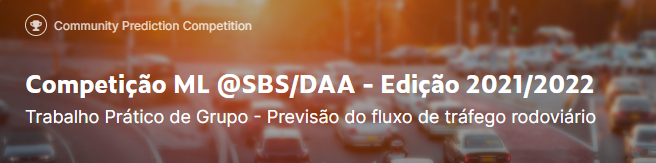 Community Prediction Competition
Competição ML @SBS/DAA - Edição 2021/2022
Trabalho Prático de Grupo - Previsão do fluxo de tráfego rodoviário